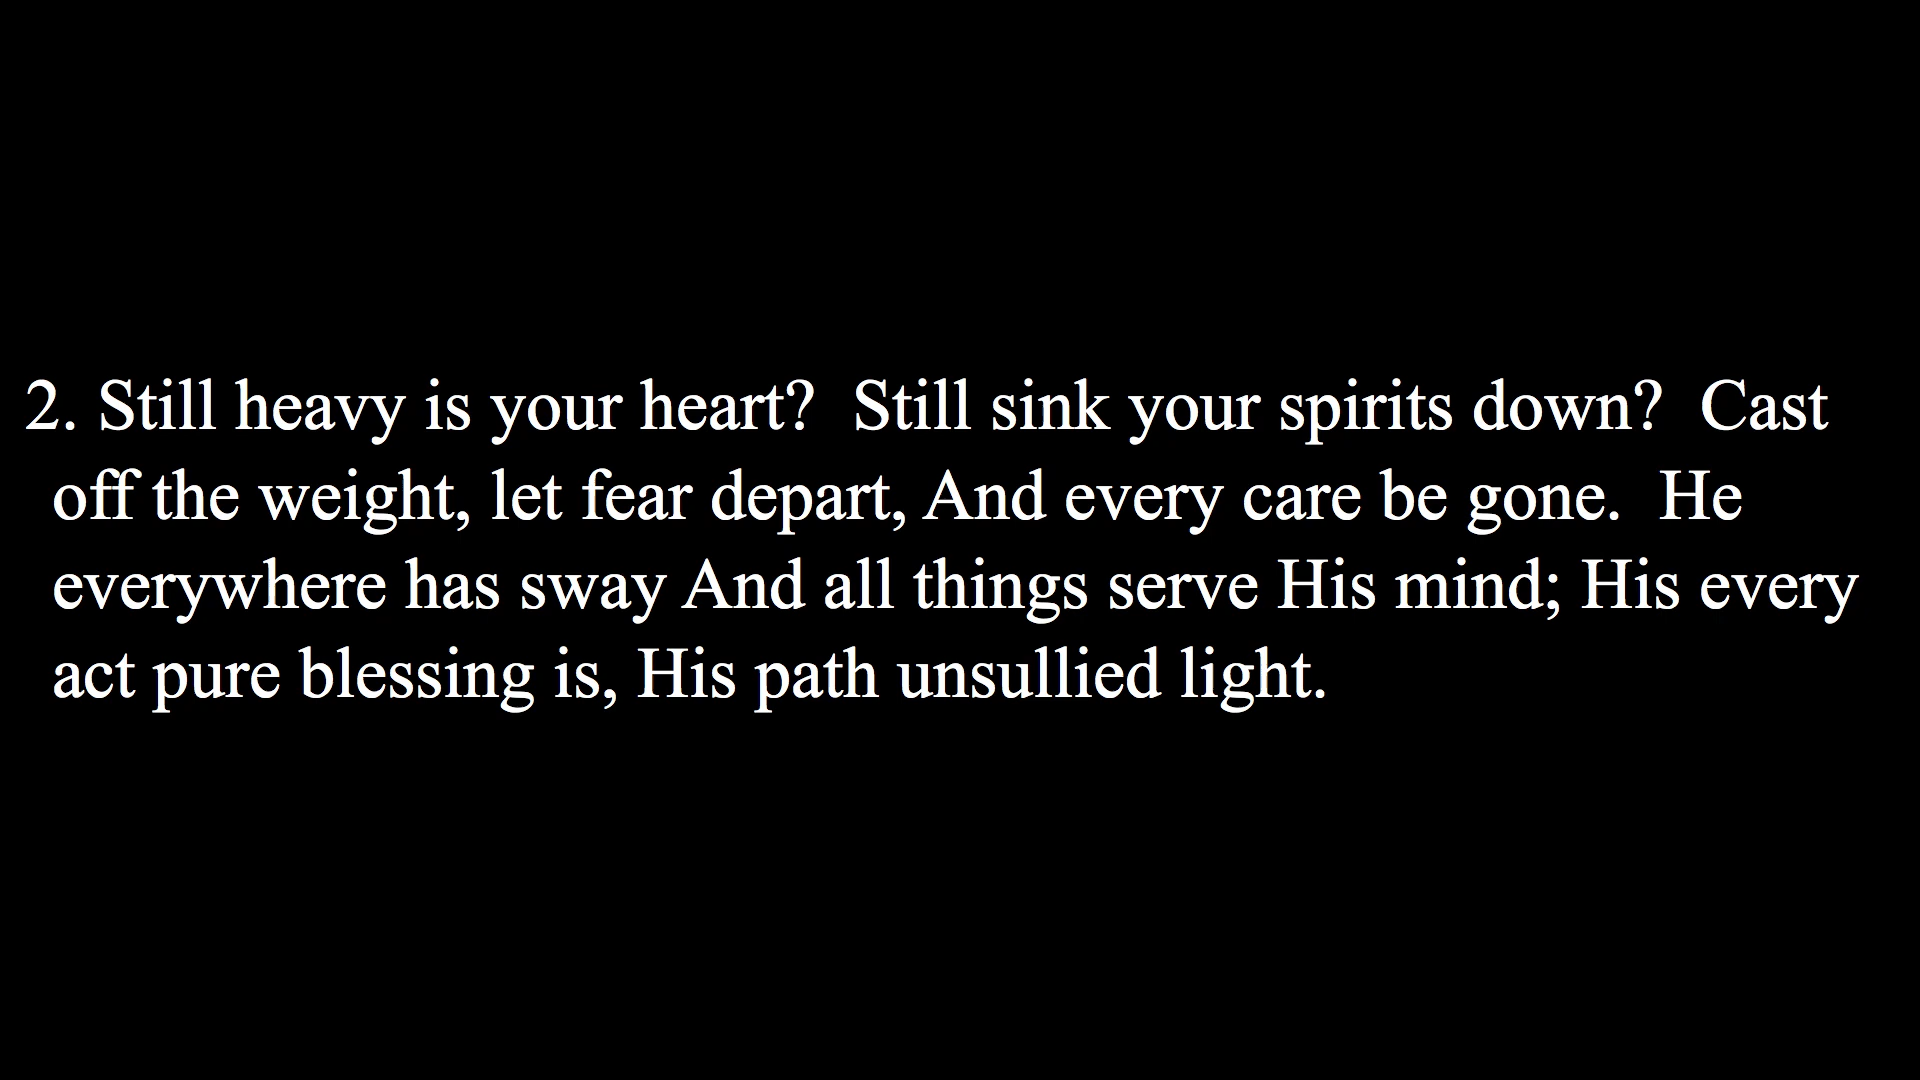 2. Still heavy is your heart?  Still sink your spirits down?  Cast
off the weight, let fear depart, And every care be gone.  He
everywhere has sway And all things serve His mind; His every
act pure blessing is, His path unsullied light.